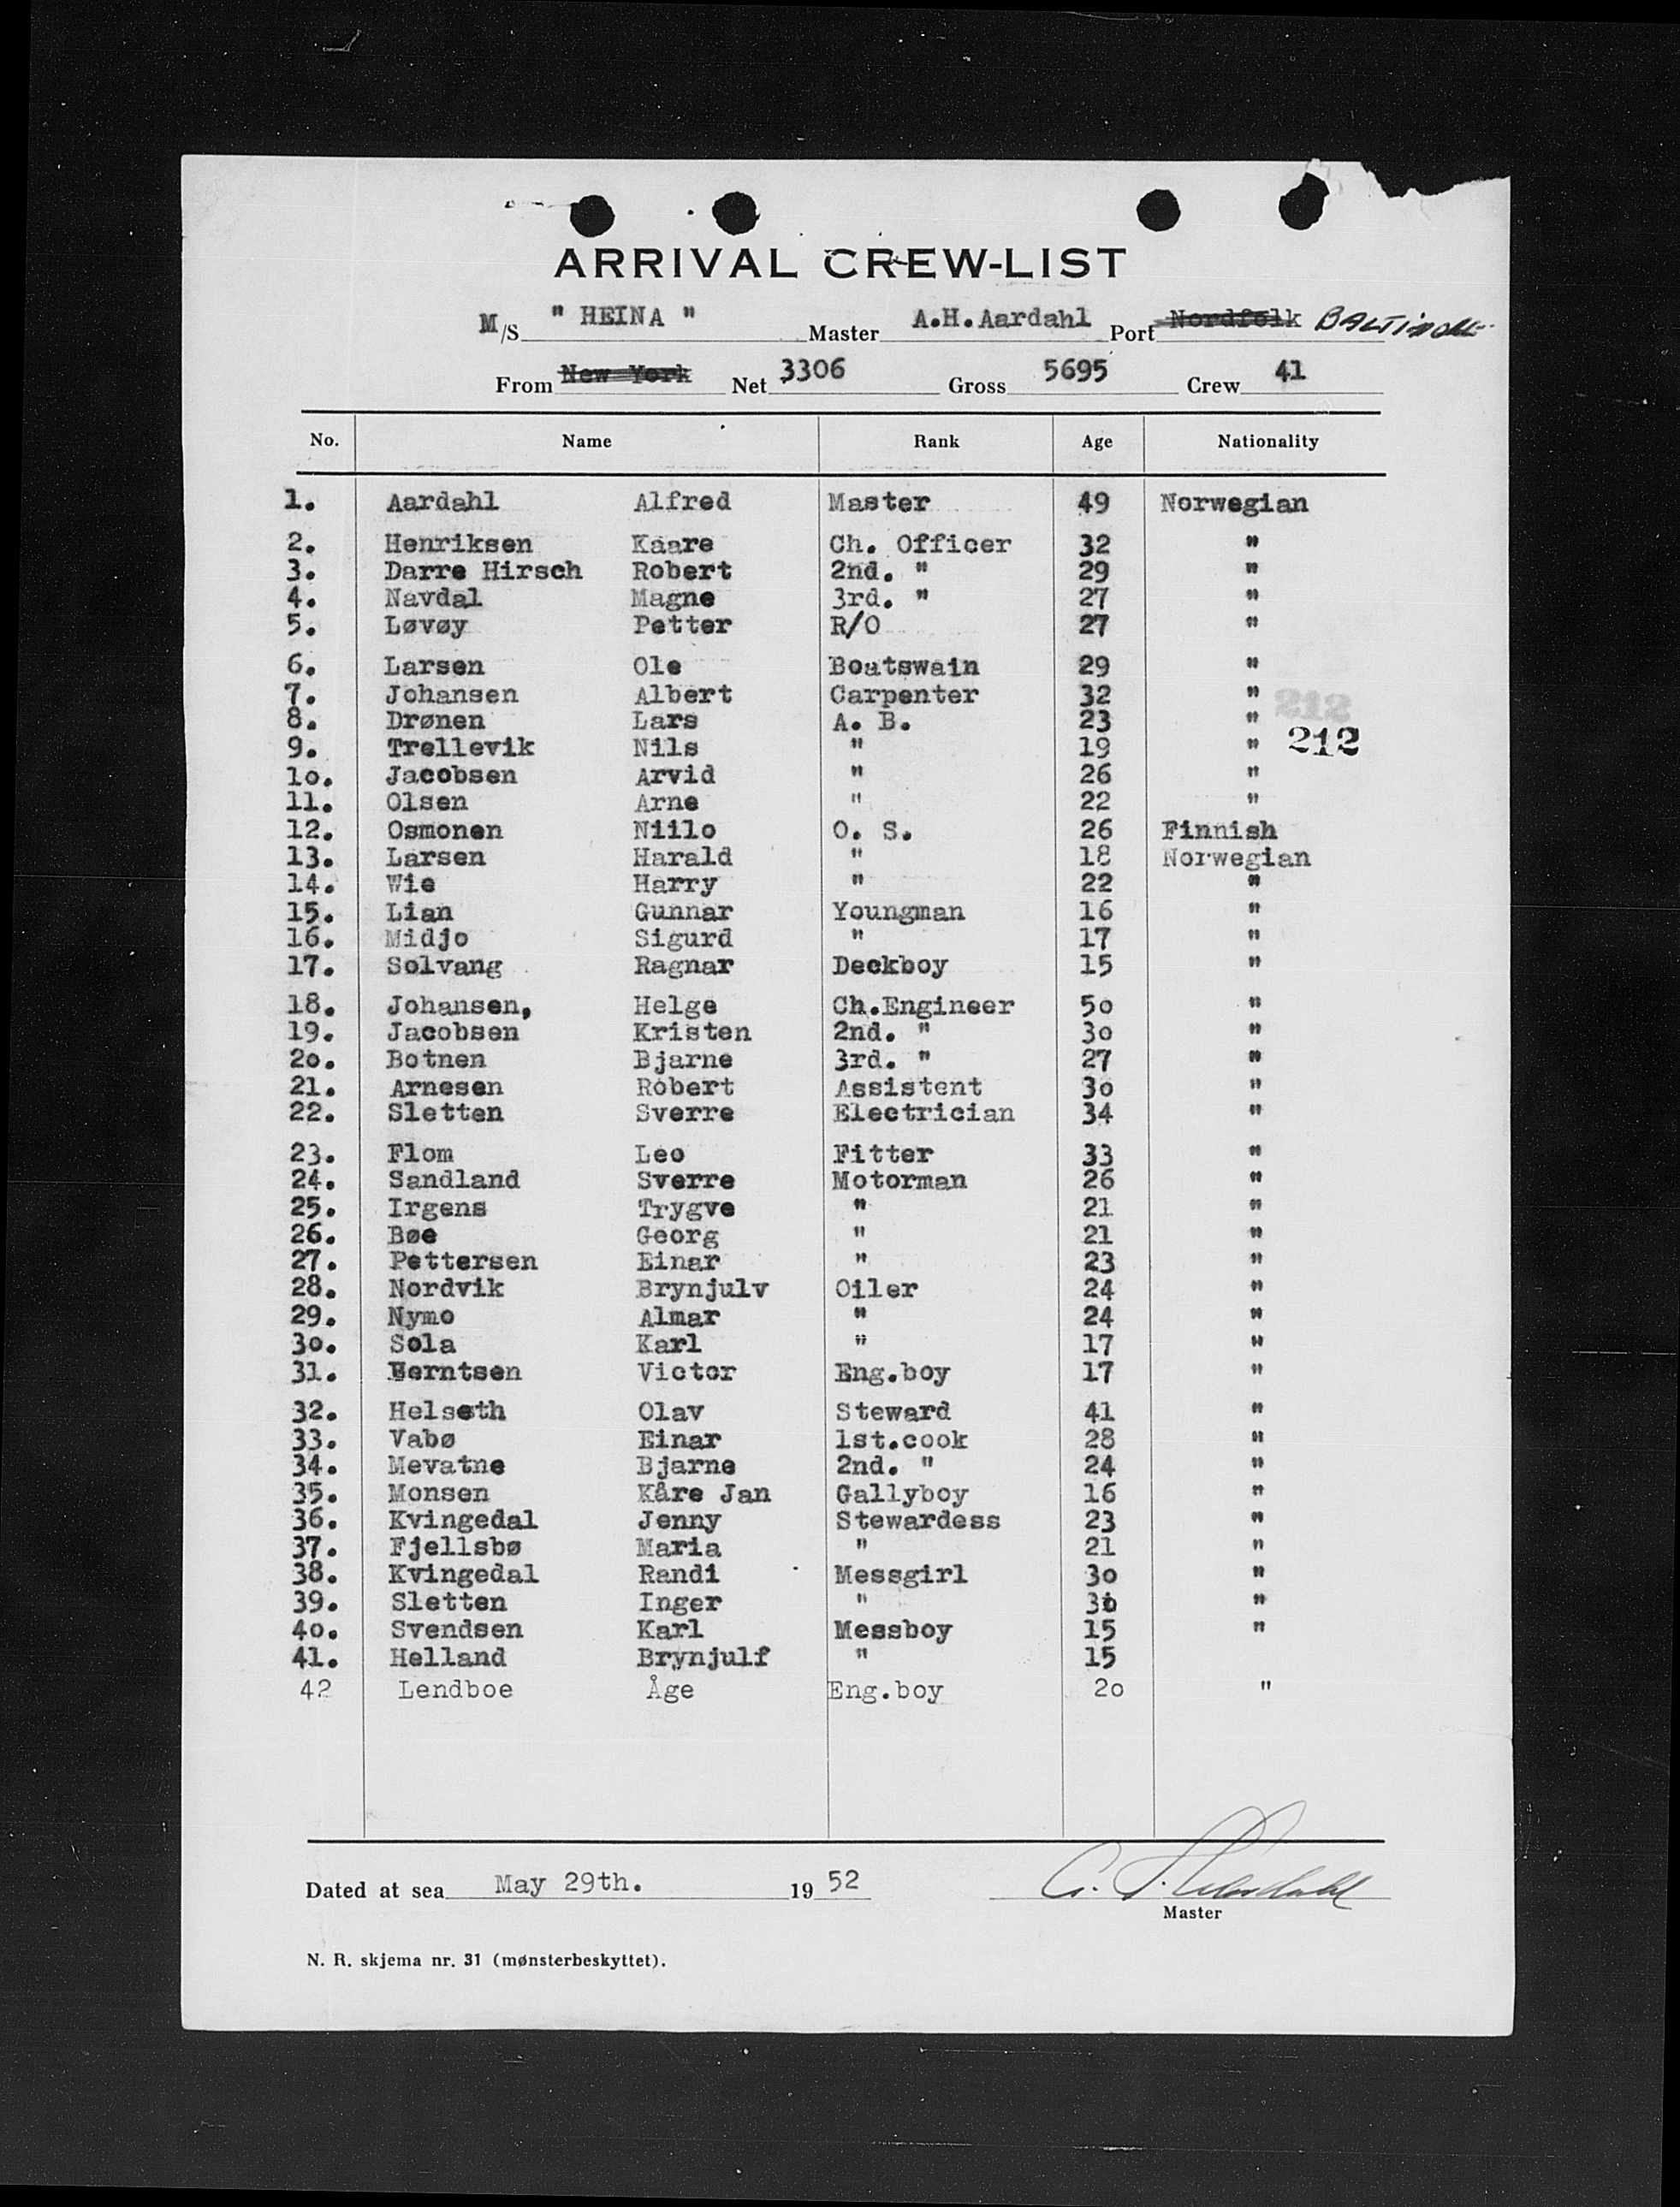 ARRIVAL CREW-LIST
M/S " HEINA " Master A.H.Aardahl Port Nordfolk BALTIMORE
From New York Net 3306 Gross 5695 Crew 41
No. Name Rank Age Nationality
1. Aardahl Alfred Master 49 Norwegian
2. Henriksen Kaare Ch. Officer 32 "
3. Darre Hirsch Robert 2nd. " 29 "
4. Navdal Magne 3rd. " 27 "
5. Løvøy Petter R/O 27 "
6. Larsen Ole Boatswain 29 "
7. Johansen Albert Carpenter 32 " 212
8. Drønen Lars A. B. 23 "
9. Trellevik Nils " 19 " 212
1o. Jacobsen Arvid " 26 "
11. Olsen Arne " 22 "
12. Osmonen Niilo O. S. 26 Finnish
13. Larsen Harald " 18 Norwegian
14. Wie Harry " 22 "
15. Lian Gunnar Youngman 16 "
16. Midjo Sigurd " 17 "
17. Solvang Ragnar Deckboy 15 "
18. Johansen, Helge Ch.Engineer 5o "
19. Jacobsen Kristen 2nd. " 3o "
2o. Botnen Bjarne 3rd. " 27 "
21. Arnesen Robert Assistent 3o "
22. Sletten Sverre Electrician 34 "
23. Flom Leo Fitter 33 "
24. Sandland Sverre Motorman 26 "
25. Irgens Trygve " 21 "
26. Bøe Georg " 21 "
27. Pettersen Einar " 23 "
28. Nordvik Brynjulv Oiler 24 "
29. Nymo Almar " 24 "
3o. Sola Karl " 17 "
31. Berntsen Victor Eng.boy 17 "
32. Helseth Olav Steward 41 "
33. Vabø Einar 1st.cook 28 "
34. Mevatne Bjarne 2nd. " 24 "
35. Monsen Kåre Jan Gallyboy 16 "
36. Kvingedal Jenny Stewardess 23 "
37. Fjellsbø Maria " 21 "
38. Kvingedal Randi Messgirl 3o "
39. Sletten Inger " "
4o. Svendsen Karl Messboy 15 "
41. Helland Brynjulf " 15
42 Lendboe Åge Eng.boy 2o "
Dated at sea May 29th. 19 52
Master
N. R. skjema nr. 31 (mønsterbeskyttet).